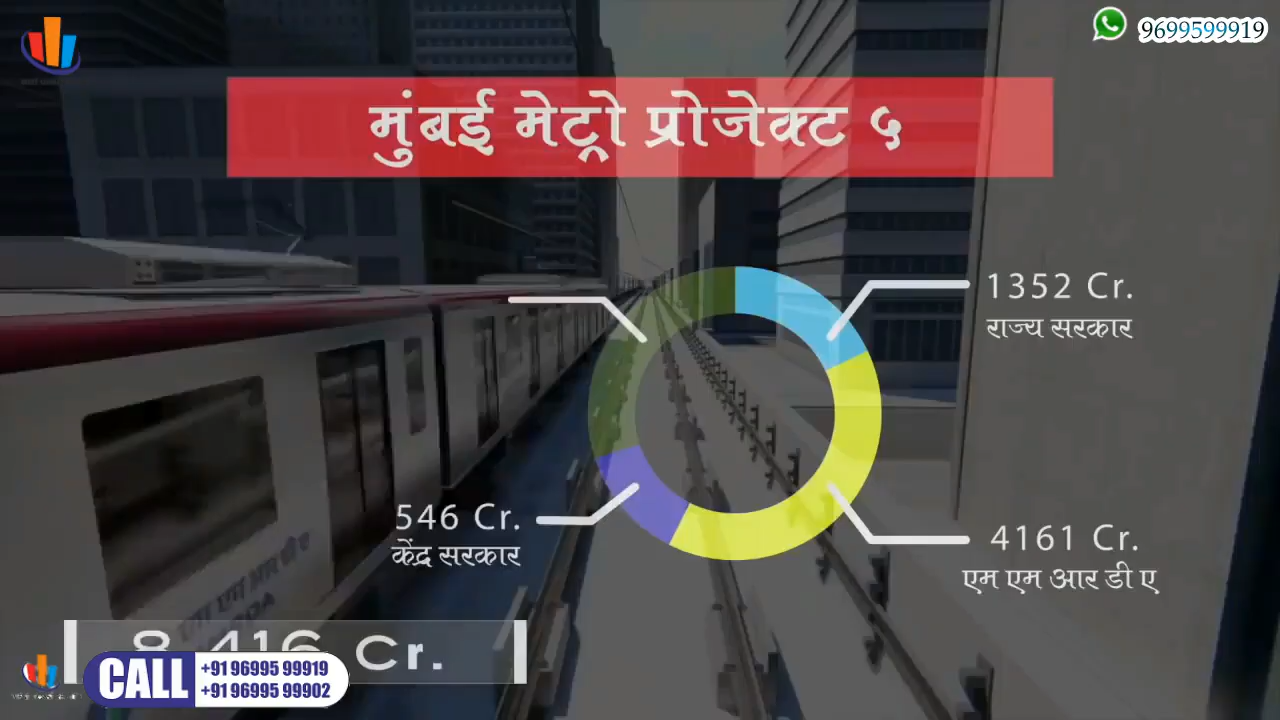 9699599919
मुंबई मेट्रो प्रोजेक्ट ५
1352 Cr.
राज्य सरकार
546 Cr.
केंद्र सरकार
4161 Cr.
एम एम आर डी ए
8,416 Cr.
CALL
+91 96995 99919
+91 96995 99902